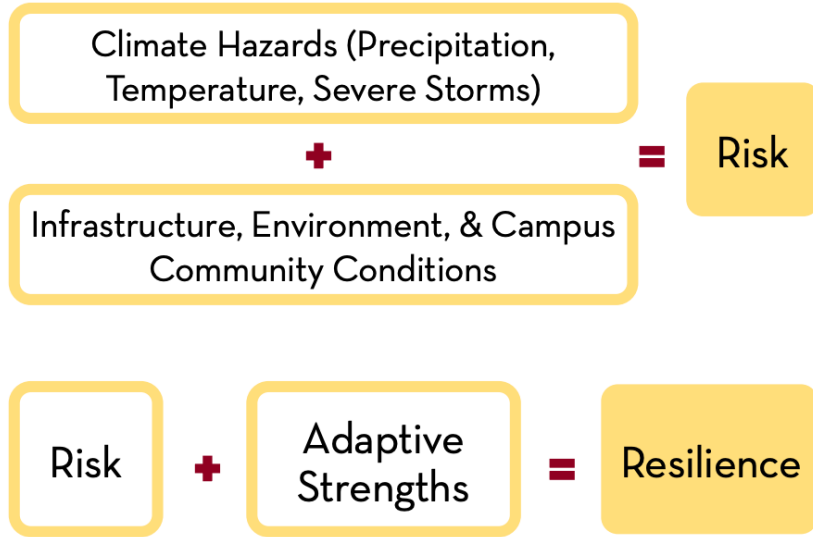 Climate Hazards (Precipitation,
Temperature, Severe Storms)
+
= Risk
Infrastructure, Environment, & Campus
Community Conditions
Risk + Adaptive
Strengths = Resilience